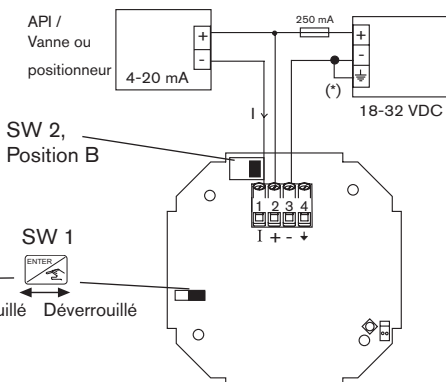 API /
Vanne ou
positionneur
+
-
4-20 mA
250 mA
+
-
(*)
18-32 VDC
I
SW 2,
Position B
1 2 3 4
I + -
SW 1
ENTER
Déverrouillé